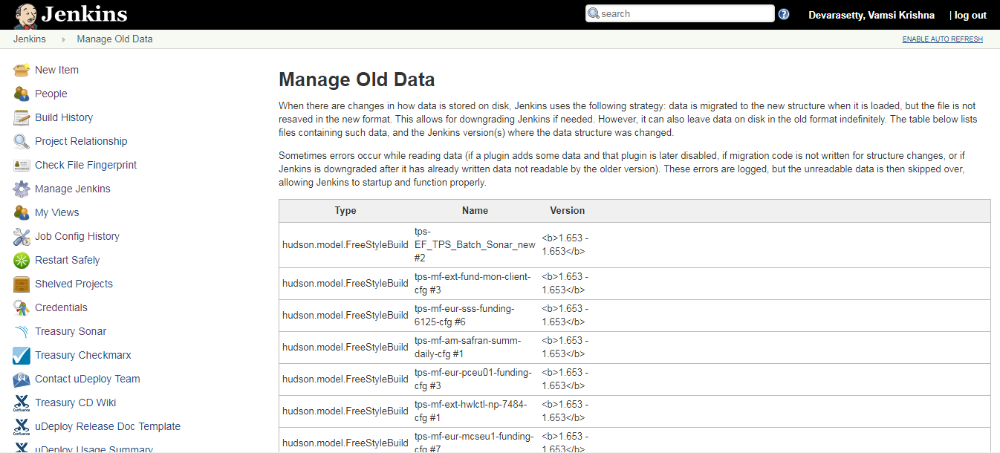 Jenkins
search
Devarasetty, Vamsi Krishna | log out
Jenkins Manage Old Data
ENABLE AUTO REFRESH
New Item
People
Build History
Project Relationship
Check File Fingerprint
Manage Jenkins
My Views
Job Config History
Restart Safely
Shelved Projects
Credentials
Treasury Sonar
Treasury Checkmarx
Contact uDeploy Team
Confluence
Treasury CD Wiki
Confluence
uDeploy Release Doc Template
uDeploy Usage Summary
Manage Old Data
When there are changes in how data is stored on disk, Jenkins uses the following strategy: data is migrated to the new structure when it is loaded, but the file is not
resaved in the new format. This allows for downgrading Jenkins if needed. However, it can also leave data on disk in the old format indefinitely. The table below lists
files containing such data, and the Jenkins version(s) where the data structure was changed.
Sometimes errors occur while reading data (if a plugin adds some data and that plugin is later disabled, if migration code is not written for structure changes, or if
Jenkins is downgraded after it has already written data not readable by the older version). These errors are logged, but the unreadable data is then skipped over,
allowing Jenkins to startup and function properly.
Type Name Version
hudson.model.FreeStyleBuild
tps-
EF_TPS_Batch_Sonar_new
#2
<b>1.653 -
1.653</b>
hudson.model.FreeStyleBuild
tps-mf-ext-fund-mon-client-
cfg #3
<b>1.653 -
1.653</b>
hudson.model.FreeStyleBuild
tps-mf-eur-sss-funding-
6125-cfg #6
<b>1.653 -
1.653</b>
hudson.model.FreeStyleBuild
tps-mf-am-safran-summ-
daily-cfg #1
<b>1.653 -
1.653</b>
hudson.model.FreeStyleBuild
tps-mf-eur-pceu01-funding-
cfg #3
<b>1.653 -
1.653</b>
hudson.model.FreeStyleBuild
tps-mf-ext-hwlctl-np-7484-
cfg #1
<b>1.653 -
1.653</b>
hudson.model.FreeStyleBuild
tps-mf-eur-mcseu1-funding-
cfg #7
<b>1.653 -
1.653</b>